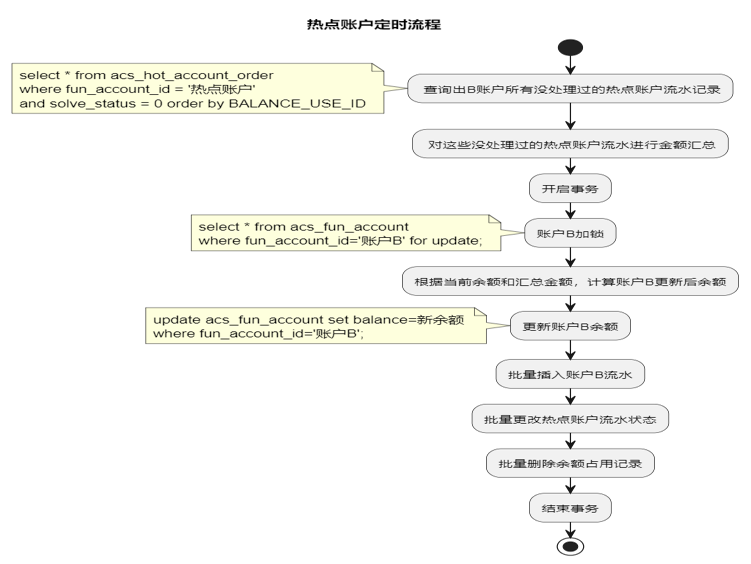 热点账户定时流程
select * from acs_hot_account_order
where fun_account_id = '热点账户'
and solve_status = 0 order by BALANCE_USE_ID
查询出B账户所有没处理过的热点账户流水记录
对这些没处理过的热点账户流水进行金额汇总
开启事务
select * from acs_fun_account
where fun_account_id='账户B' for update;
账户B加锁
根据当前余额和汇总金额，计算账户B更新后余额
update acs_fun_account set balance=新余额
where fun_account_id='账户B';
更新账户B余额
批量插入账户B流水
批量更改热点账户流水状态
批量删除余额占用记录
结束事务